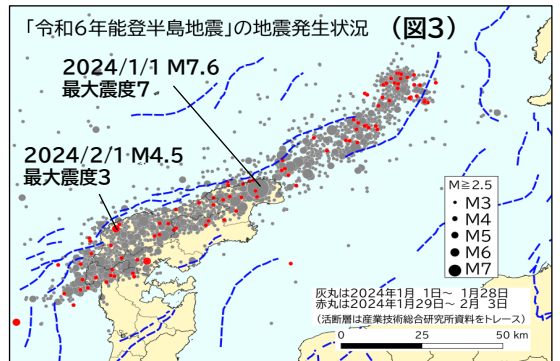 「令和6年能登半島地震」の地震発生状況 (図3)
2024/1/1 M7.6
最大震度7
2024/2/1 M4.5
最大震度3
M≧2.5
M3
M4
M5
M6
M7
灰丸は2024年1月 1日～ 1月28日
赤丸は2024年1月29日～ 2月 3日
(活断層は産業技術総合研究所資料をトレース)
0 25 50 km